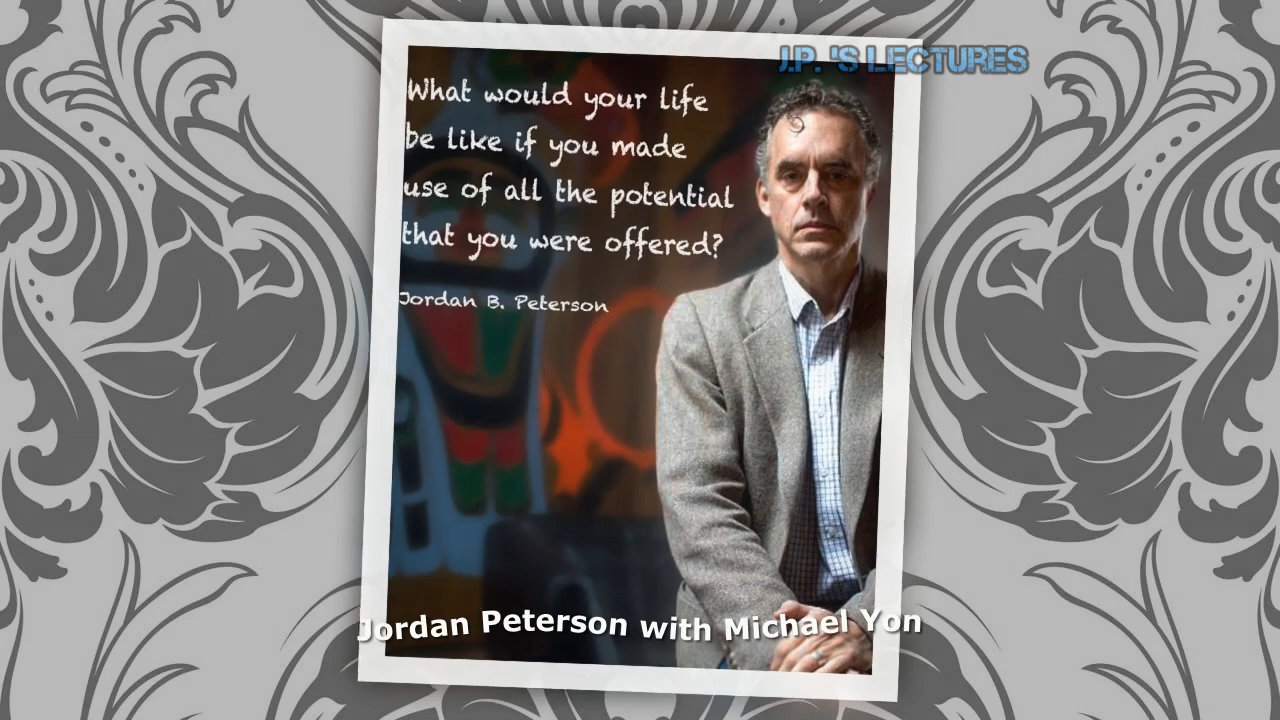 J.P. 'S LECTURES
What would your life
be like if you made
use of all the potential
that you were offered?
Jordan B. Peterson
Jordan Peterson with Michael Yon